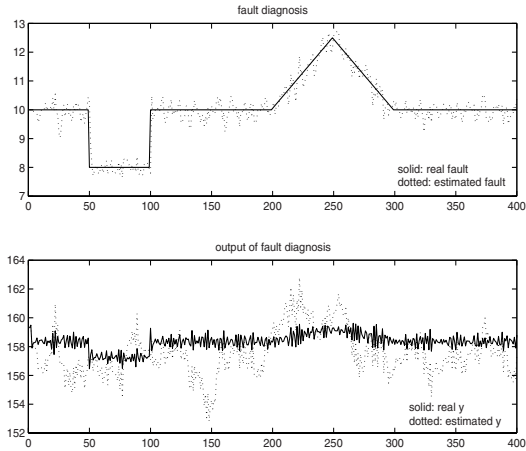 fault diagnosis
13
12
11
10
9
8
7
solid: real fault
dotted: estimated fault
0 50 100 150 200 250 300 350 400
output of fault diagnosis
164
162
160
158
156
154
152
solid: real y
dotted: estimated y
0 50 100 150 200 250 300 350 400